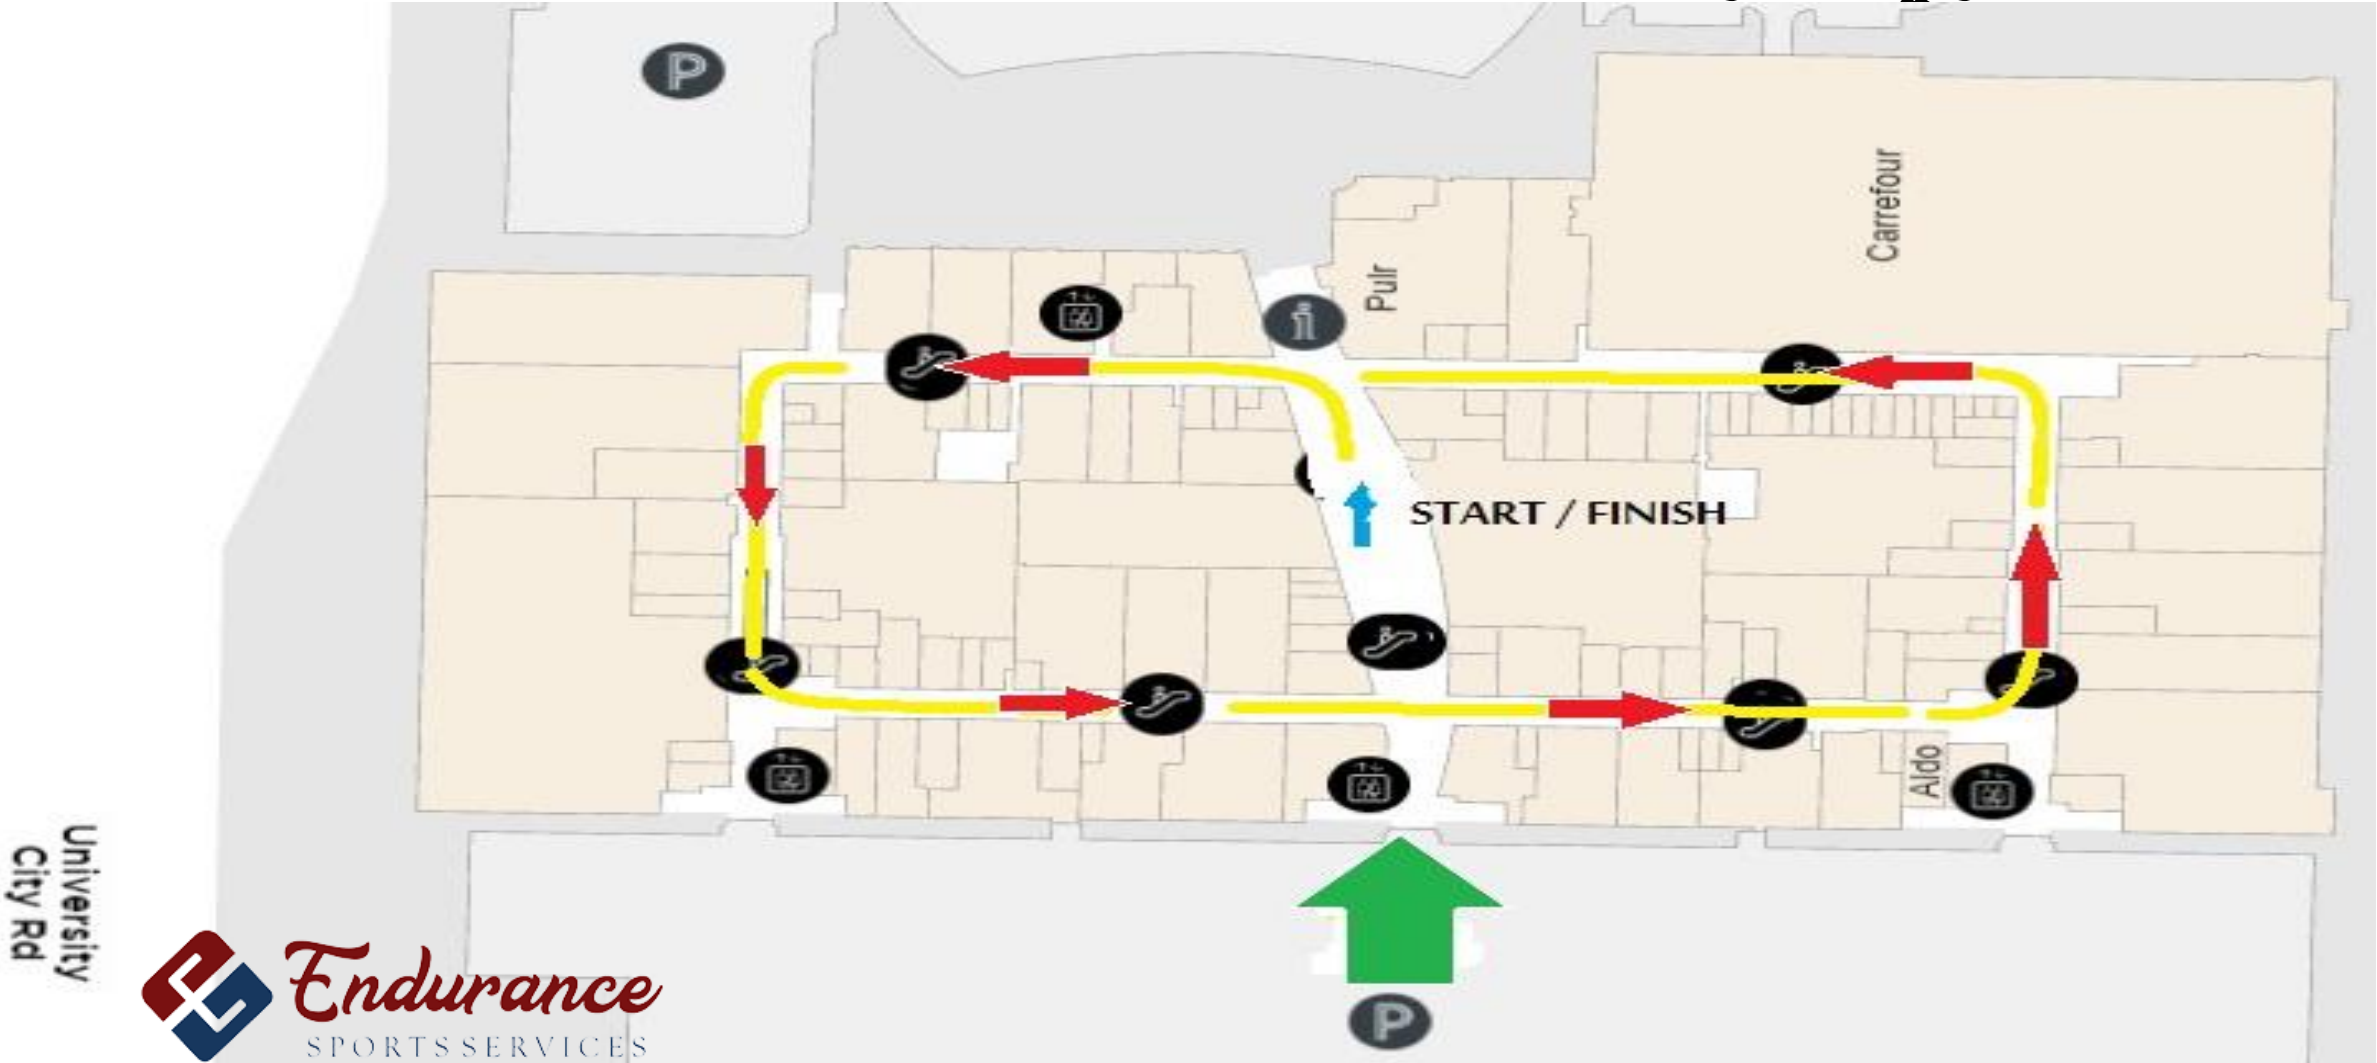 P
Carrefour
Pulr
i
START / FINISH
Aldo
University
City Rd
Endurance
SPORTS SERVICES
P